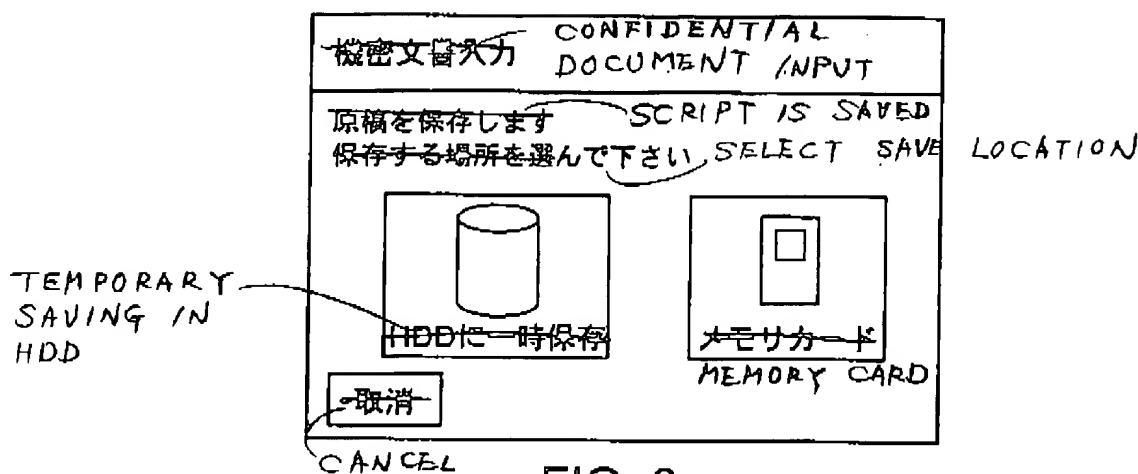 機密文書入力 CONFIDENTIAL
DOCUMENT INPUT
原稿を保存します SCRIPT IS SAVED
保存する場所を選んで下さい SELECT SAVE LOCATION
TEMPORARY
SAVING IN
HDD
HDDに一時保存
メモリカード
MEMORY CARD
取消
CANCEL